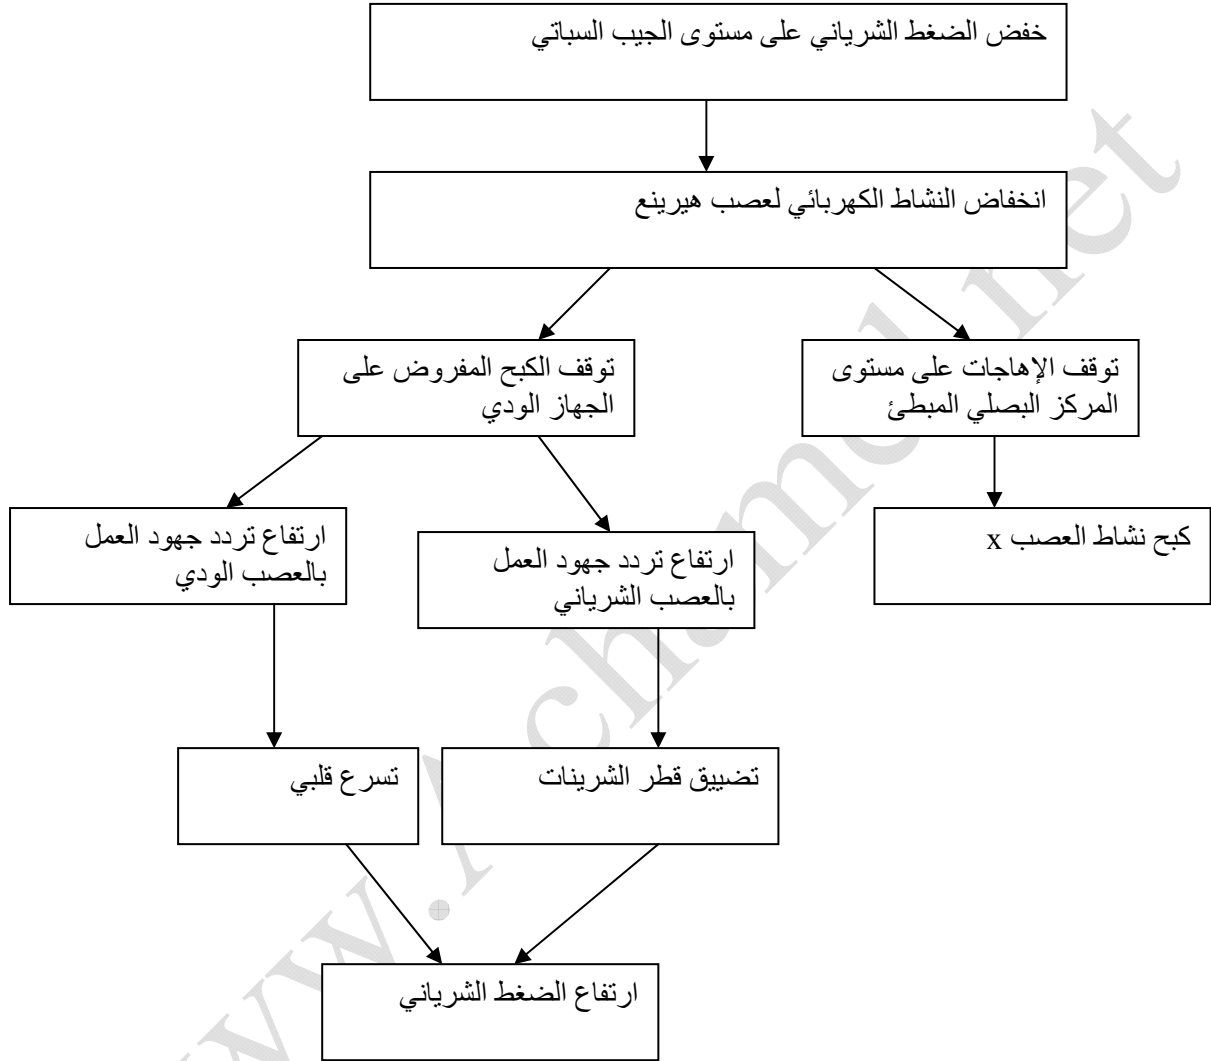 خفض الضغط الشرياني على مستوى الجيب السباتي
انخفاض النشاط الكهربائي لعصب هيرينع
توقف الإهاجات على مستوى
المركز البصلي المبطئ
توقف الكبح المفروض على
الجهاز الودي
كبح نشاط العصب x
ارتفاع تردد جهود العمل
بالعصب الشرياني
ارتفاع تردد جهود العمل
بالعصب الودي
تضييق قطر الشرينات
تسرع قلبي
ارتفاع الضغط الشرياني